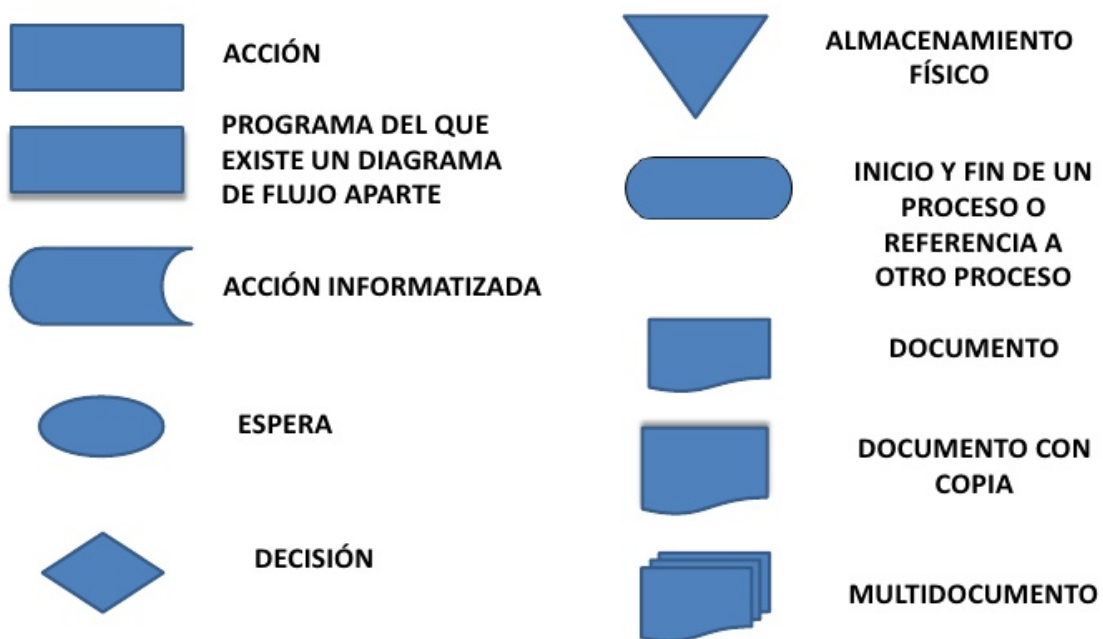 ACCIÓN
PROGRAMA DEL QUE
EXISTE UN DIAGRAMA
DE FLUJO APARTE
ACCIÓN INFORMATIZADA
ESPERA
DECISIÓN
ALMACENAMIENTO
FÍSICO
INICIO Y FIN DE UN
PROCESO O
REFERENCIA A
OTRO PROCESO
DOCUMENTO
DOCUMENTO CON
COPIA
MULTIDOCUMENTO